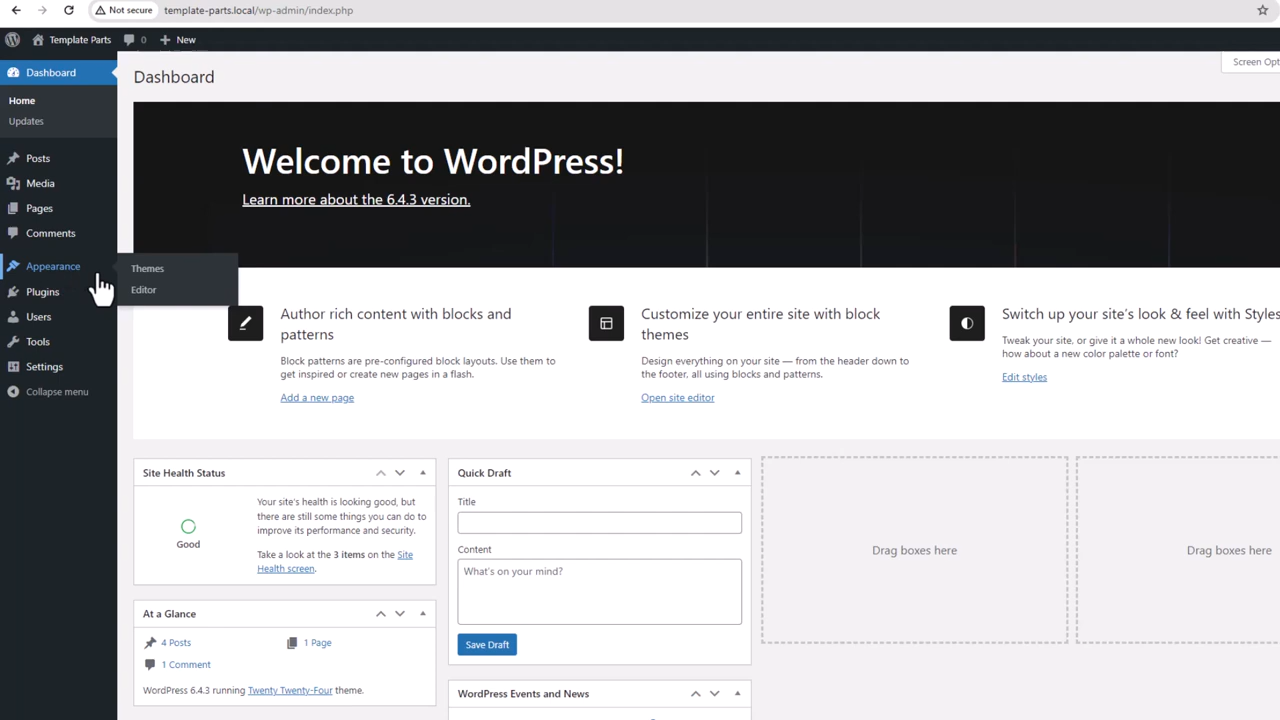 Not secure
template-parts.local/wp-admin/index.php
Template Parts
0
New
Dashboard
Home
Updates
Posts
Media
Pages
Comments
Appearance
Themes
Editor
Plugins
Users
Tools
Settings
Collapse menu
Dashboard
Screen Opt
Welcome to WordPress!
Learn more about the 6.4.3 version.
Author rich content with blocks and
patterns
Block patterns are pre-configured block layouts. Use them to
get inspired or create new pages in a flash.
Add a new page
Customize your entire site with block
themes
Design everything on your site — from the header down to
the footer, all using blocks and patterns.
Open site editor
Switch up your site's look & feel with Styles
Tweak your site, or give it a whole new look! Get creative —
how about a new color palette or font?
Edit styles
Site Health Status
Good
Your site's health is looking good, but
there are still some things you can do to
improve its performance and security.
Take a look at the 3 items on the Site
Health screen.
At a Glance
4 Posts
1 Page
1 Comment
WordPress 6.4.3 running Twenty Twenty-Four theme.
Quick Draft
Title
Content
What's on your mind?
Save Draft
WordPress Events and News
Drag boxes here
Drag boxes here